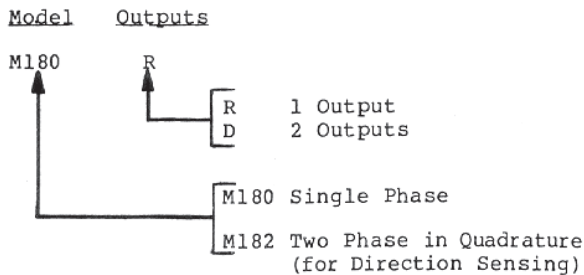 Model Outputs
M180 R
R 1 Output
D 2 Outputs
M180 Single Phase
M182 Two Phase in Quadrature
(for Direction Sensing)